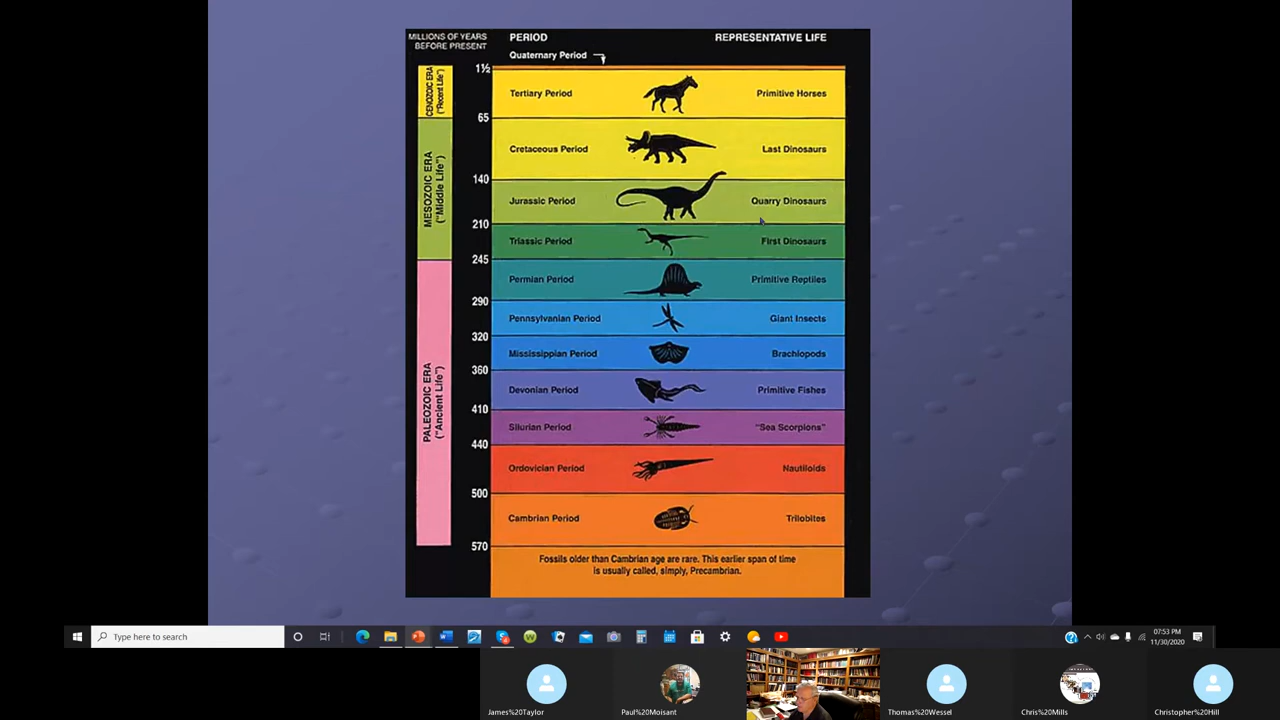 MILLIONS OF YEARS
BEFORE PRESENT
PERIOD
REPRESENTATIVE LIFE
Quaternary Period
1½
Tertiary Period
Primitive Horses
65
Cretaceous Period
Last Dinosaurs
140
Jurassic Period
Quarry Dinosaurs
210
Triassic Period
First Dinosaurs
245
Permian Period
Primitive Reptiles
290
Pennsylvanian Period
Giant Insects
320
Mississippian Period
Brachiopods
360
Devonian Period
Primitive Fishes
410
Silurian Period
"Sea Scorpions"
440
Ordovician Period
Nautiloids
500
Cambrian Period
Trilobites
570
Fossils older than Cambrian age are rare. This earlier span of time
is usually called, simply, Precambrian.
CENOZOIC ERA
("Recent Life")
MESOZOIC ERA
("Middle Life")
PALEOZOIC ERA
("Ancient Life")
Type here to search
07:53 PM
11/30/2020
James%20Taylor
Paul%20Moisant
Thomas%20Wessel
Chris%20Mills
Christopher%20Hill